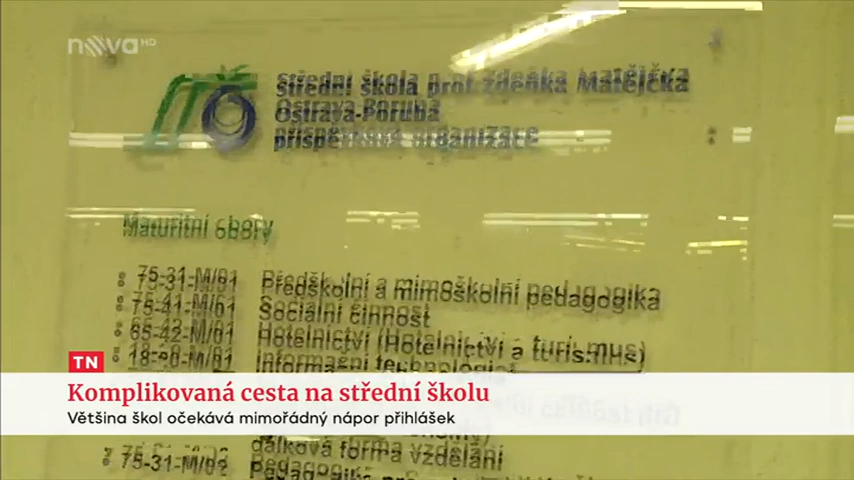 nova HD
Střední škola prof. Zdeňka Matějčka
Ostrava-Poruba
příspěvková organizace
Maturitní obory
75-31-M/01 Předškolní a mimoškolní pedagogika
75-41-M/01 Sociální činnost
65-42-M/01 Hotelnictví (Hotelnictví a turismus)
18-20-M/01 Informační technologie
TN
Komplikovaná cesta na střední školu
Většina škol očekává mimořádný nápor přihlášek
dálková forma vzdělání
75-31-M/01